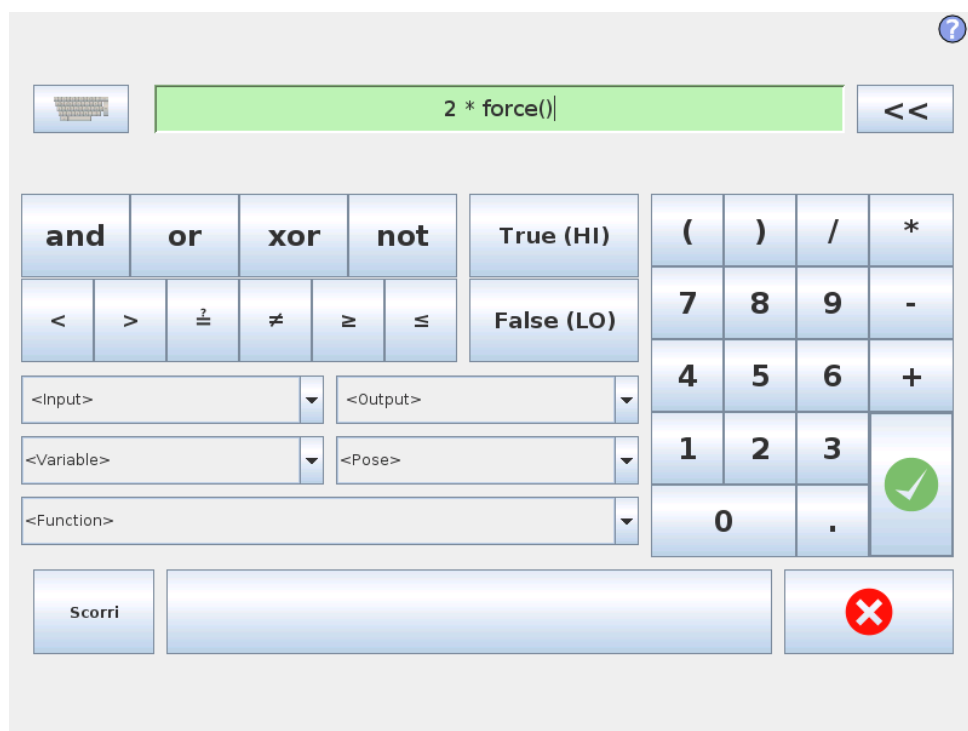 ?
2 * force()
<<
and or xor not True (HI) ( ) / *
7 8 9 -
< > ≟ ≠ ≥ ≤ False (LO)
4 5 6 +
<Input> <Output>
1 2 3
<Variable> <Pose>
<Function>
0 .
Scorri